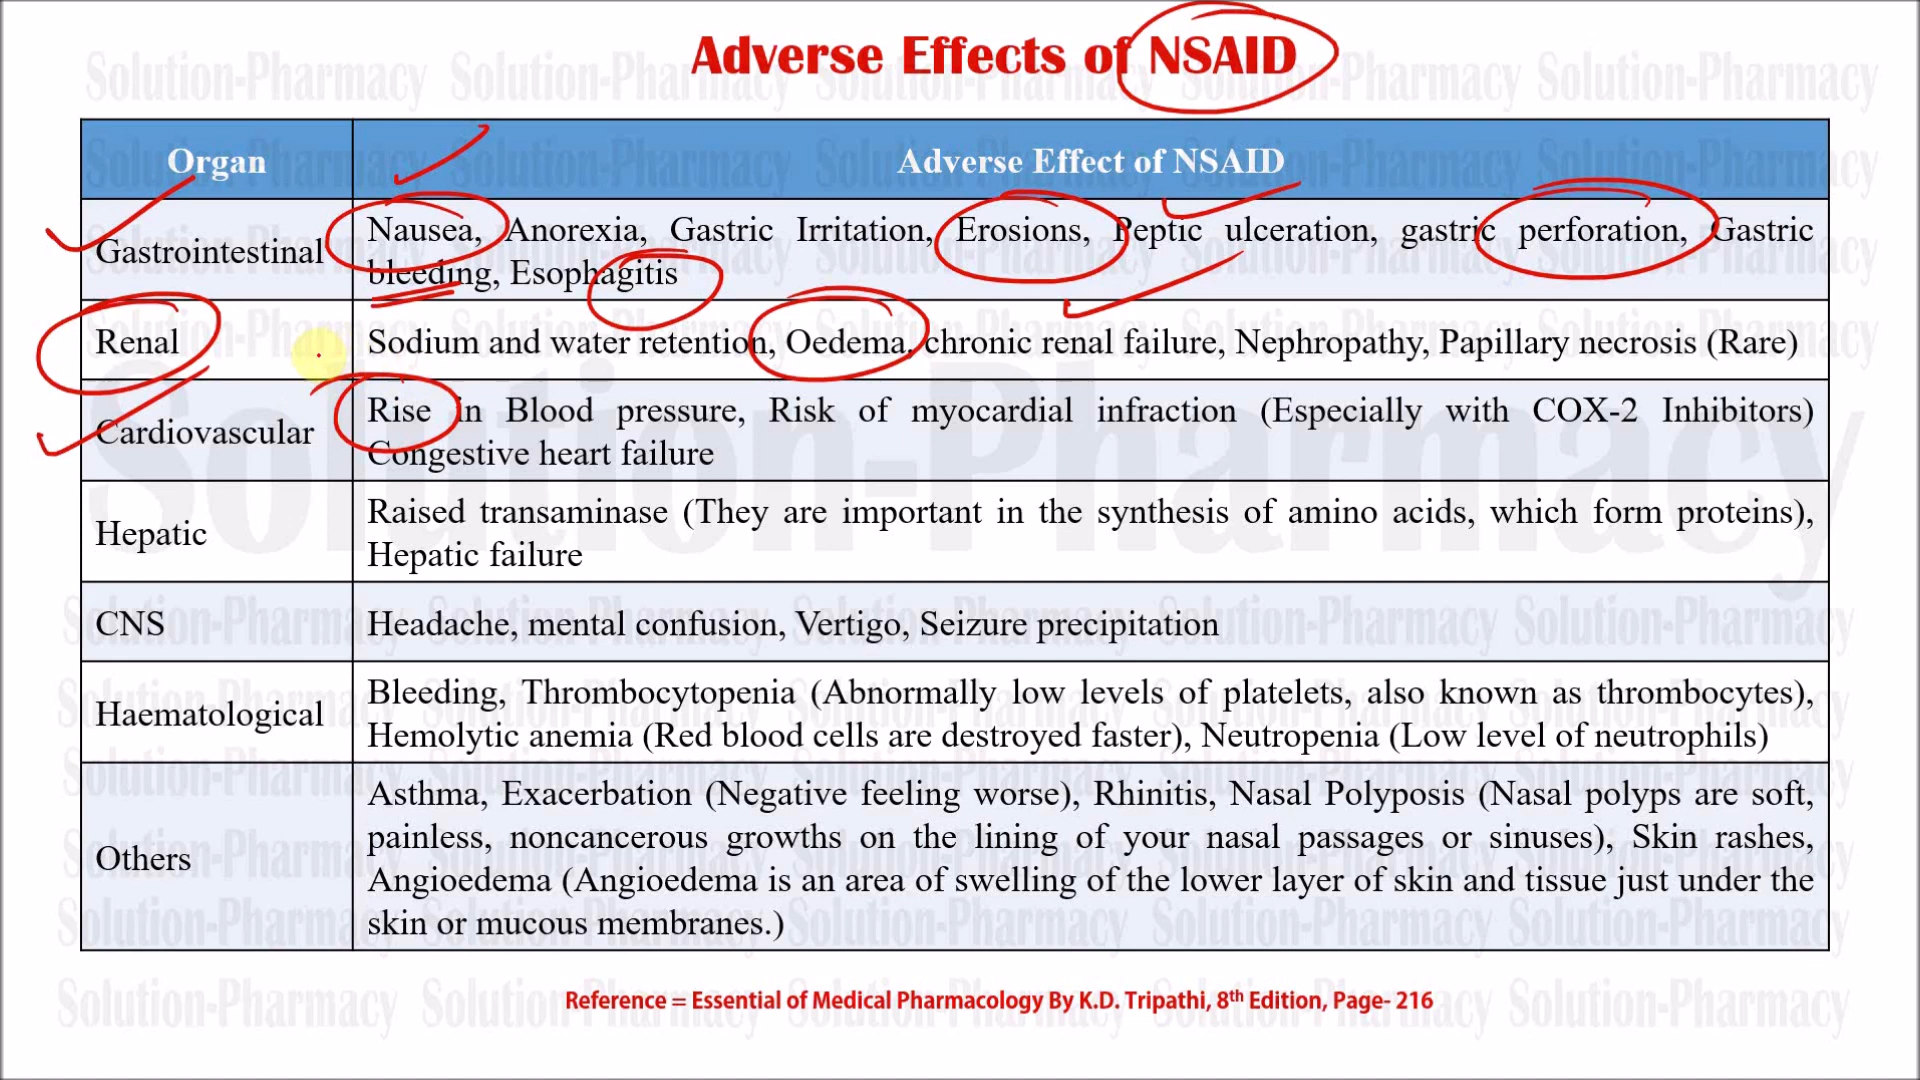 Adverse Effects of NSAID
Organ
Adverse Effect of NSAID
Gastrointestinal
Nausea, Anorexia, Gastric Irritation, Erosions, Peptic ulceration, gastric perforation, Gastric
bleeding, Esophagitis
Renal
Sodium and water retention, Oedema, chronic renal failure, Nephropathy, Papillary necrosis (Rare)
Cardiovascular
Rise in Blood pressure, Risk of myocardial infraction (Especially with COX-2 Inhibitors)
Congestive heart failure
Hepatic
Raised transaminase (They are important in the synthesis of amino acids, which form proteins),
Hepatic failure
CNS
Headache, mental confusion, Vertigo, Seizure precipitation
Haematological
Bleeding, Thrombocytopenia (Abnormally low levels of platelets, also known as thrombocytes),
Hemolytic anemia (Red blood cells are destroyed faster), Neutropenia (Low level of neutrophils)
Others
Asthma, Exacerbation (Negative feeling worse), Rhinitis, Nasal Polyposis (Nasal polyps are soft,
painless, noncancerous growths on the lining of your nasal passages or sinuses), Skin rashes,
Angioedema (Angioedema is an area of swelling of the lower layer of skin and tissue just under the
skin or mucous membranes.)
Reference = Essential of Medical Pharmacology By K.D. Tripathi, 8th Edition, Page- 216
Solution-Pharmacy